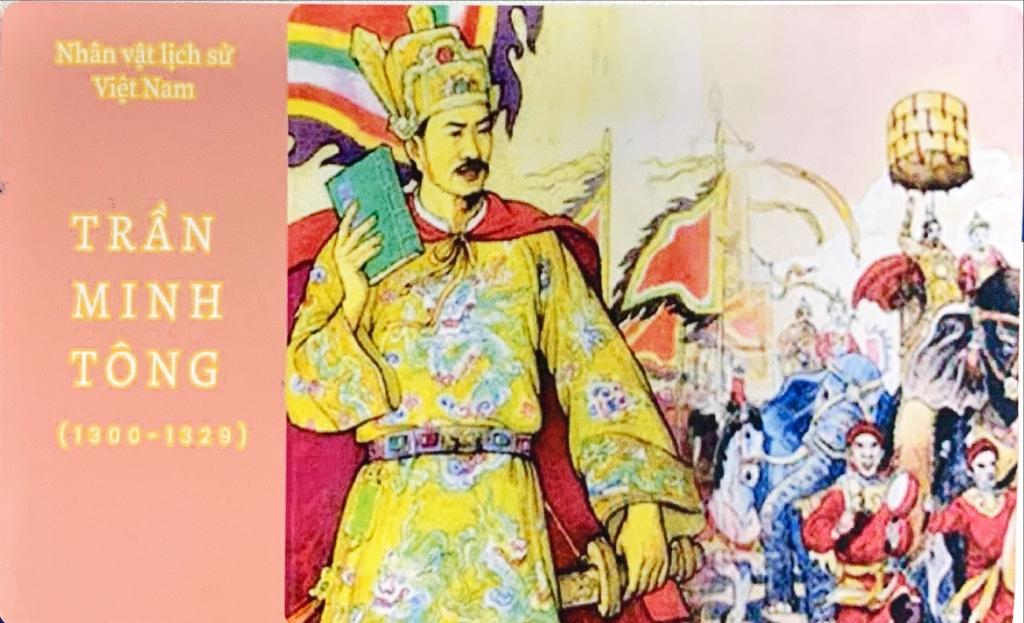 Nhân vật lịch sử
Việt Nam
TRẦN
MINH
TÔNG
(1300-1329)